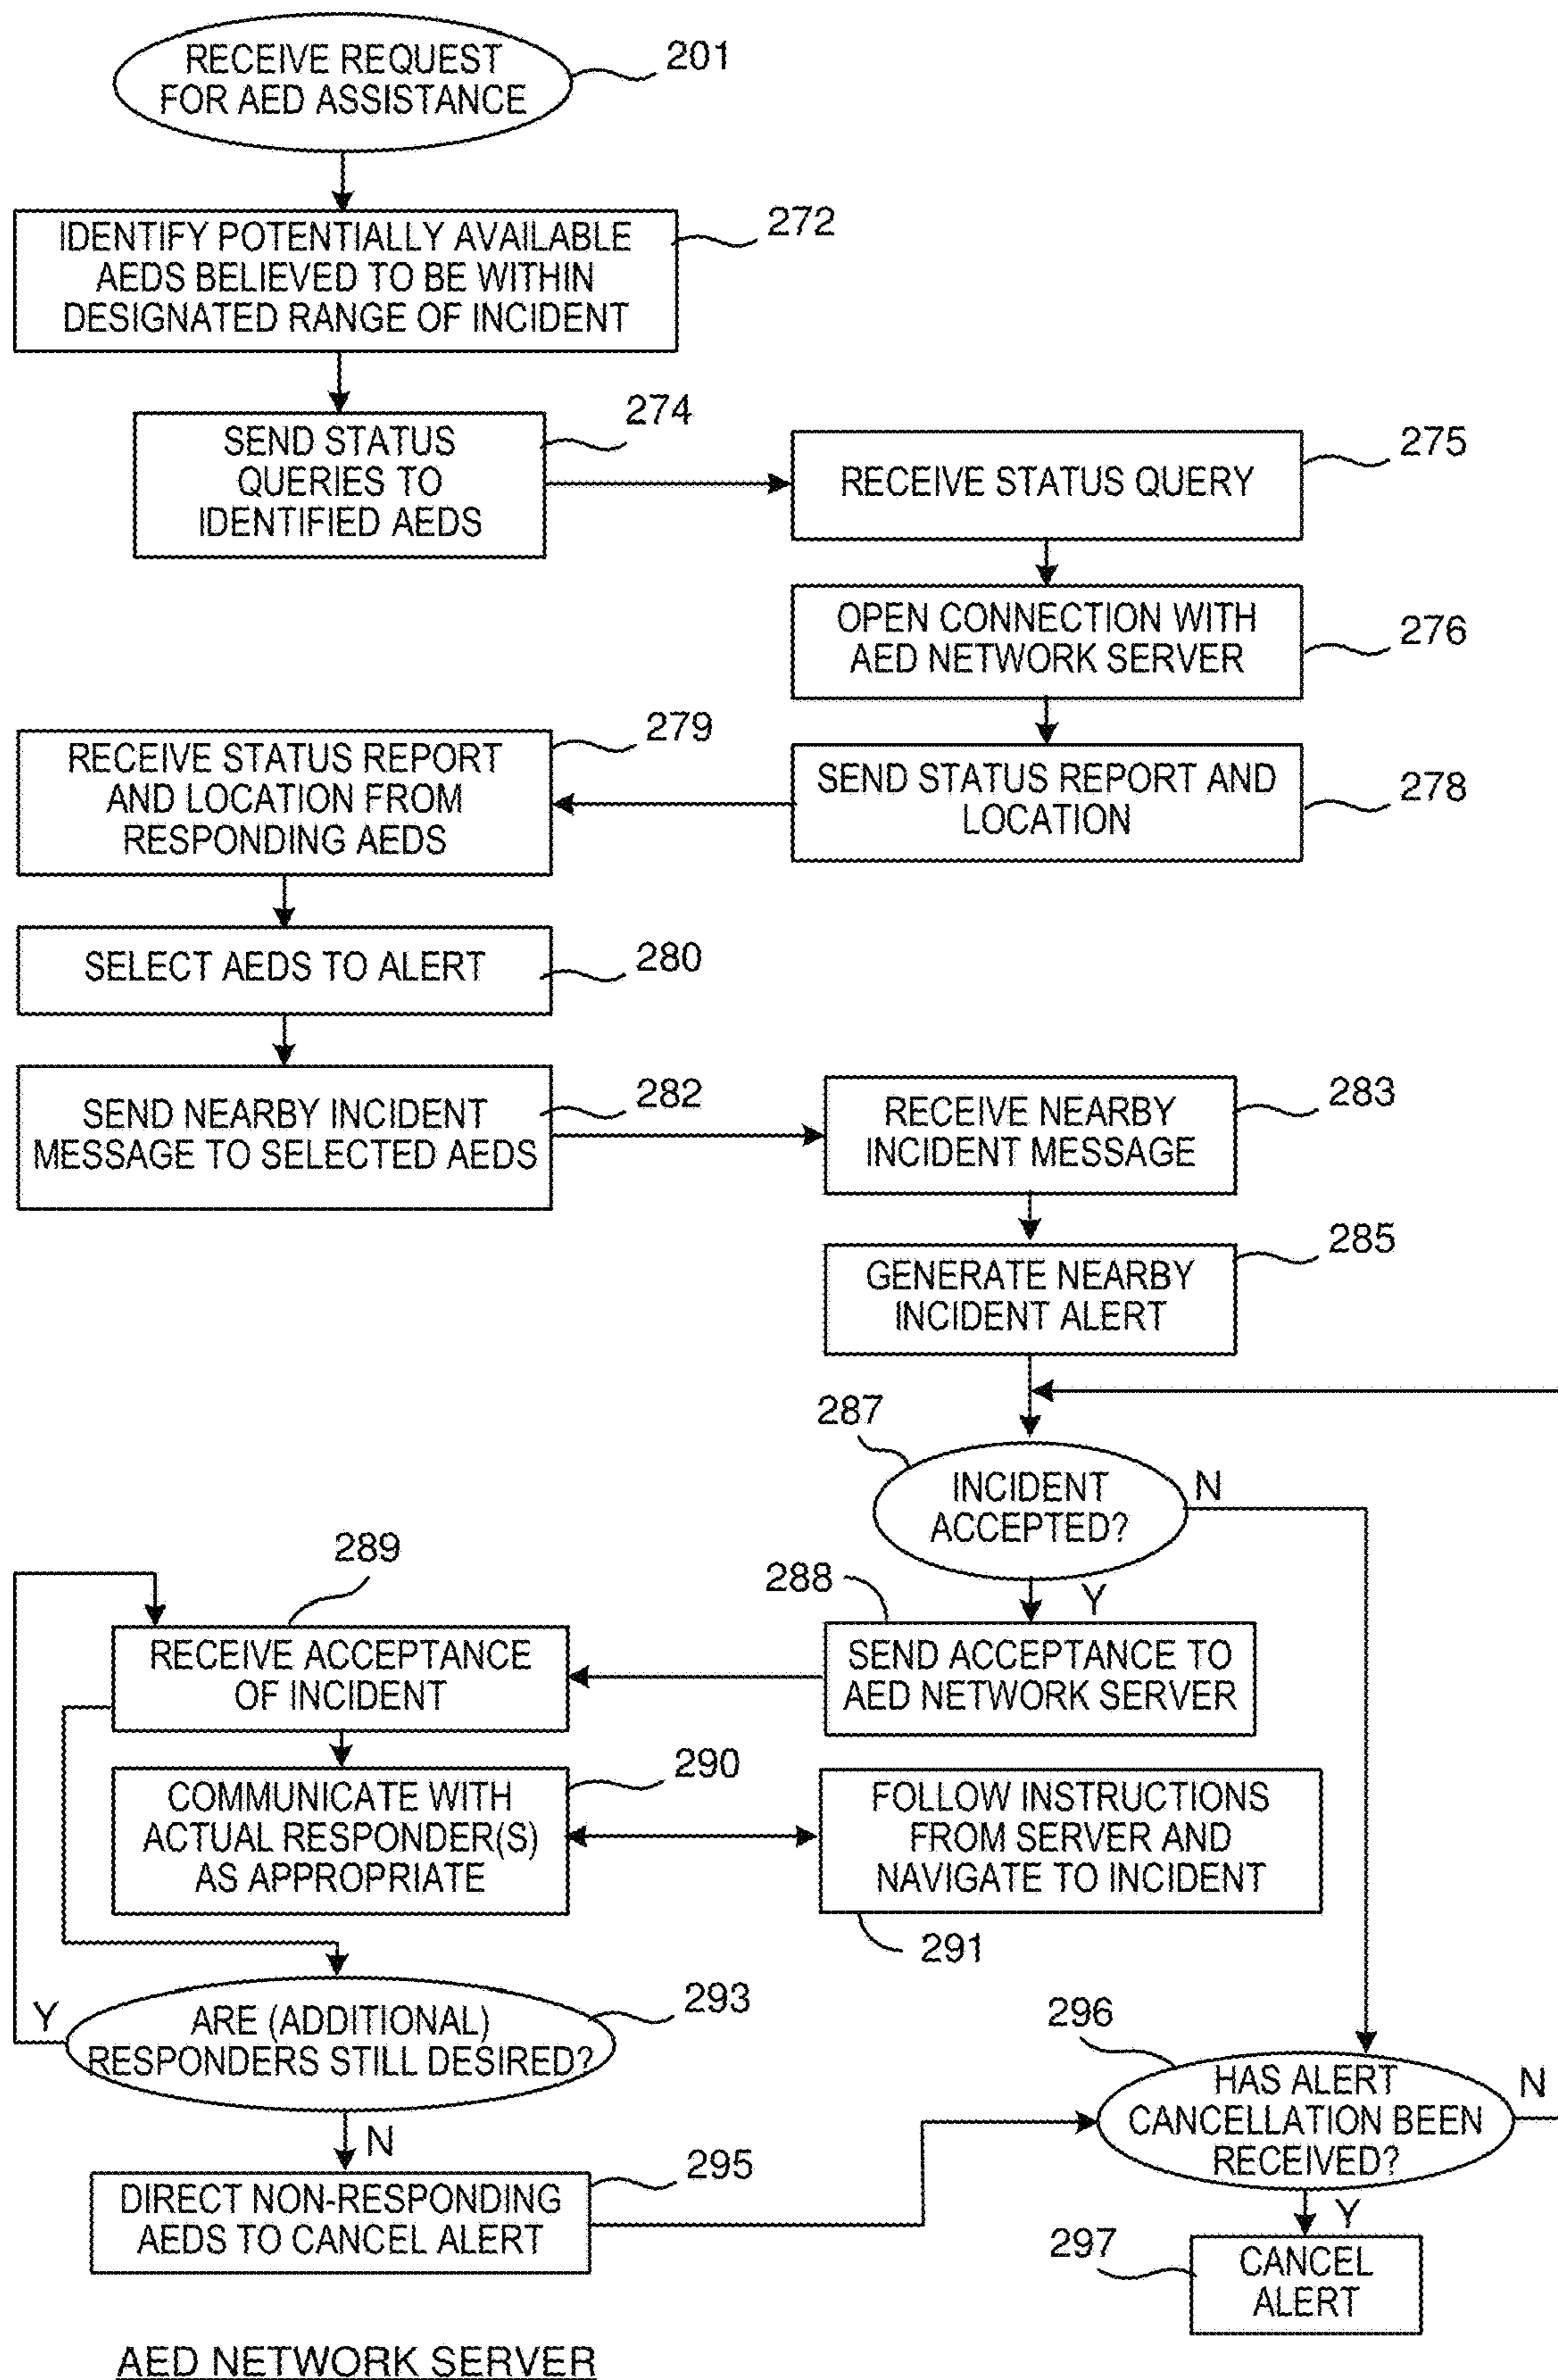 RECEIVE REQUEST
FOR AED ASSISTANCE
201
IDENTIFY POTENTIALLY AVAILABLE
AEDS BELIEVED TO BE WITHIN
DESIGNATED RANGE OF INCIDENT
272
SEND STATUS
QUERIES TO
IDENTIFIED AEDS
274
RECEIVE STATUS QUERY
275
OPEN CONNECTION WITH
AED NETWORK SERVER
276
SEND STATUS REPORT AND
LOCATION
278
RECEIVE STATUS REPORT
AND LOCATION FROM
RESPONDING AEDS
279
SELECT AEDS TO ALERT
280
SEND NEARBY INCIDENT
MESSAGE TO SELECTED AEDS
282
RECEIVE NEARBY
INCIDENT MESSAGE
283
GENERATE NEARBY
INCIDENT ALERT
285
287
INCIDENT
ACCEPTED?
N
Y
288
SEND ACCEPTANCE TO
AED NETWORK SERVER
289
RECEIVE ACCEPTANCE
OF INCIDENT
COMMUNICATE WITH
ACTUAL RESPONDER(S)
AS APPROPRIATE
290
FOLLOW INSTRUCTIONS
FROM SERVER AND
NAVIGATE TO INCIDENT
291
Y
ARE (ADDITIONAL)
RESPONDERS STILL DESIRED?
293
N
DIRECT NON-RESPONDING
AEDS TO CANCEL ALERT
295
296
HAS ALERT
CANCELLATION BEEN
RECEIVED?
N
Y
297
CANCEL
ALERT
AED NETWORK SERVER